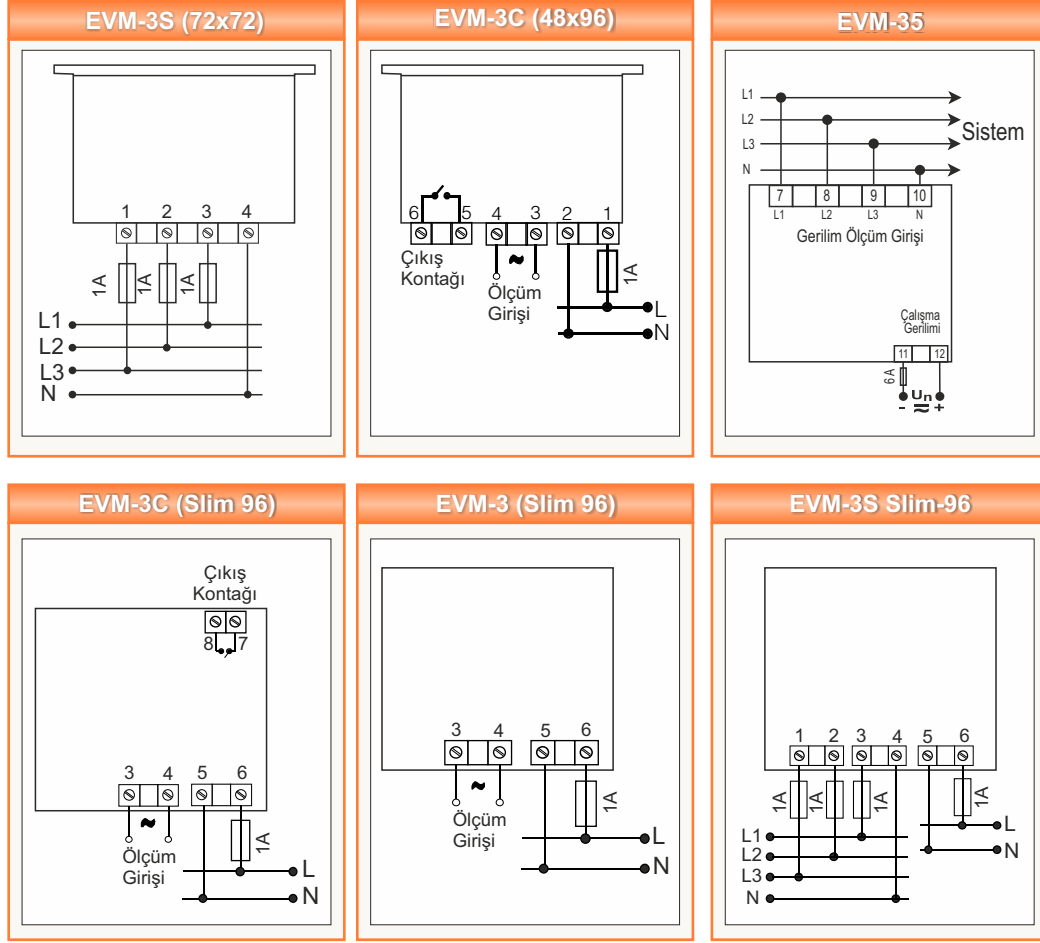 EVM-3S (72x72)
1 2 3 4
1A 1A 1A
L1
L2
L3
N
EVM-3C (48x96)
6 5 4 3 2 1
Çıkış
Kontağı
~
Ölçüm
Girişi
1A
L
N
EVM-35
L1
L2
L3
N
Sistem
7 8 9 10
L1 L2 L3 N
Gerilim Ölçüm Girişi
Çalışma
Gerilimi
11 12
6 A
Un
- ≂ +
EVM-3C (Slim 96)
Çıkış
Kontağı
8 7
3 4 5 6
~
Ölçüm
Girişi
1A
L
N
EVM-3 (Slim 96)
3 4 5 6
~
Ölçüm
Girişi
1A
L
N
EVM-3S Slim-96
1 2 3 4 5 6
1A 1A 1A 1A
L1
L2
L3
N
L
N